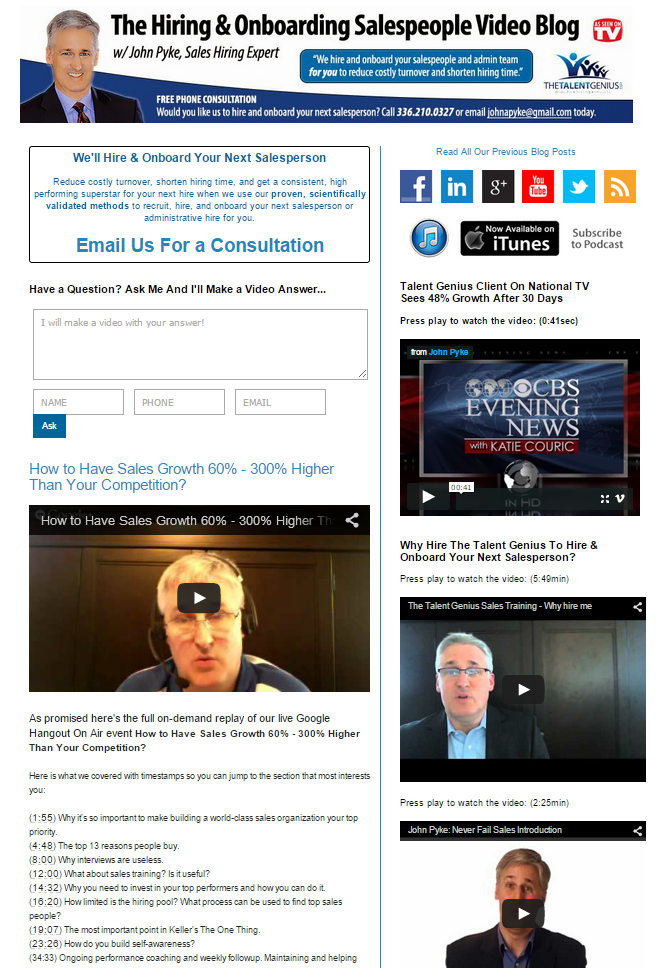 The Hiring & Onboarding Salespeople Video Blog
AS SEEN ON
TV
w/ John Pyke, Sales Hiring Expert
"We hire and onboard your salespeople and admin team
for you to reduce costly turnover and shorten hiring time."
THETALENTGENIUS
FREE PHONE CONSULTATION
Would you like us to hire and onboard your next salesperson? Call 336.210.0327 or email johnapyke@gmail.com today.
We'll Hire & Onboard Your Next Salesperson
Reduce costly turnover, shorten hiring time, and get a consistent, high
performing superstar for your next hire when we use our proven, scientifically
validated methods to recruit, hire, and onboard your next salesperson or
administrative hire for you.
Email Us For a Consultation
Have a Question? Ask Me And I'll Make a Video Answer...
I will make a video with your answer!
NAME
PHONE
EMAIL
Ask
How to Have Sales Growth 60% - 300% Higher
Than Your Competition?
How to Have Sales Growth 60% - 300% Higher Th
As promised here's the full on-demand replay of our live Google
Hangout On Air event How to Have Sales Growth 60% - 300% Higher
Than Your Competition?
Here is what we covered with timestamps so you can jump to the section that most interests
you:
(1:55) Why it's so important to make building a world-class sales organization your top
priority.
(4:48) The top 13 reasons people buy.
(8:00) Why interviews are useless.
(12:00) What about sales training? Is it useful?
(14:32) Why you need to invest in your top performers and how you can do it.
(16:20) How limited is the hiring pool? What process can be used to find top sales
people?
(19:07) The most important point in Keller's The One Thing.
(23:26) How do you build self-awareness?
(34:33) Ongoing performance coaching and weekly followup. Maintaining and helping
Read All Our Previous Blog Posts
f
in
g+
You
Tube
Now Available on
iTunes
Subscribe
to Podcast
Talent Genius Client On National TV
Sees 48% Growth After 30 Days
Press play to watch the video: (0:41sec)
from John Pyke
CBS
EVENING
NEWS
with KATIE COURIC
00:41
IN HD
Why Hire The Talent Genius To Hire &
Onboard Your Next Salesperson?
Press play to watch the video: (5:49min)
The Talent Genius Sales Training - Why hire me
Press play to watch the video: (2:25min)
John Pyke: Never Fail Sales Introduction